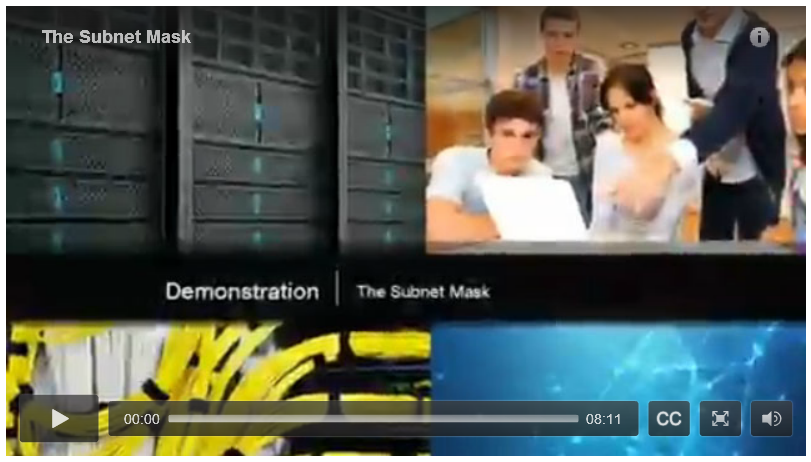 The Subnet Mask
Demonstration | The Subnet Mask
00:00 08:11 CC